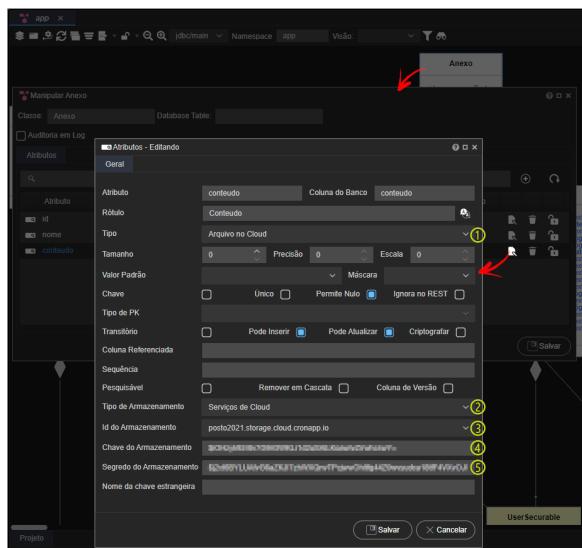 app ×
jdbc/main Namespace app Visão:
Anexo
Manipular Anexo
Classe: Anexo Database Table:
Auditoria em Log
Atributos
Atributo
id
nome
conteudo
Atributos - Editando
Geral
Atributo conteudo Coluna do Banco conteudo
Rótulo Conteudo
Tipo Arquivo no Cloud 1
Tamanho 0 Precisão 0 Escala 0
Valor Padrão Máscara
Chave Único Permite Nulo Ignora no REST
Tipo de PK
Transitório Pode Inserir Pode Atualizar Criptografar
Coluna Referenciada
Sequência
Pesquisável Remover em Cascata Coluna de Versão
Tipo de Armazenamento Serviços de Cloud 2
Id do Armazenamento posto2021.storage.cloud.cronapp.io 3
Chave do Armazenamento 4
Segredo do Armazenamento 5
Nome da chave estrangeira
Salvar Cancelar
Salvar
UserSecurable
Projeto